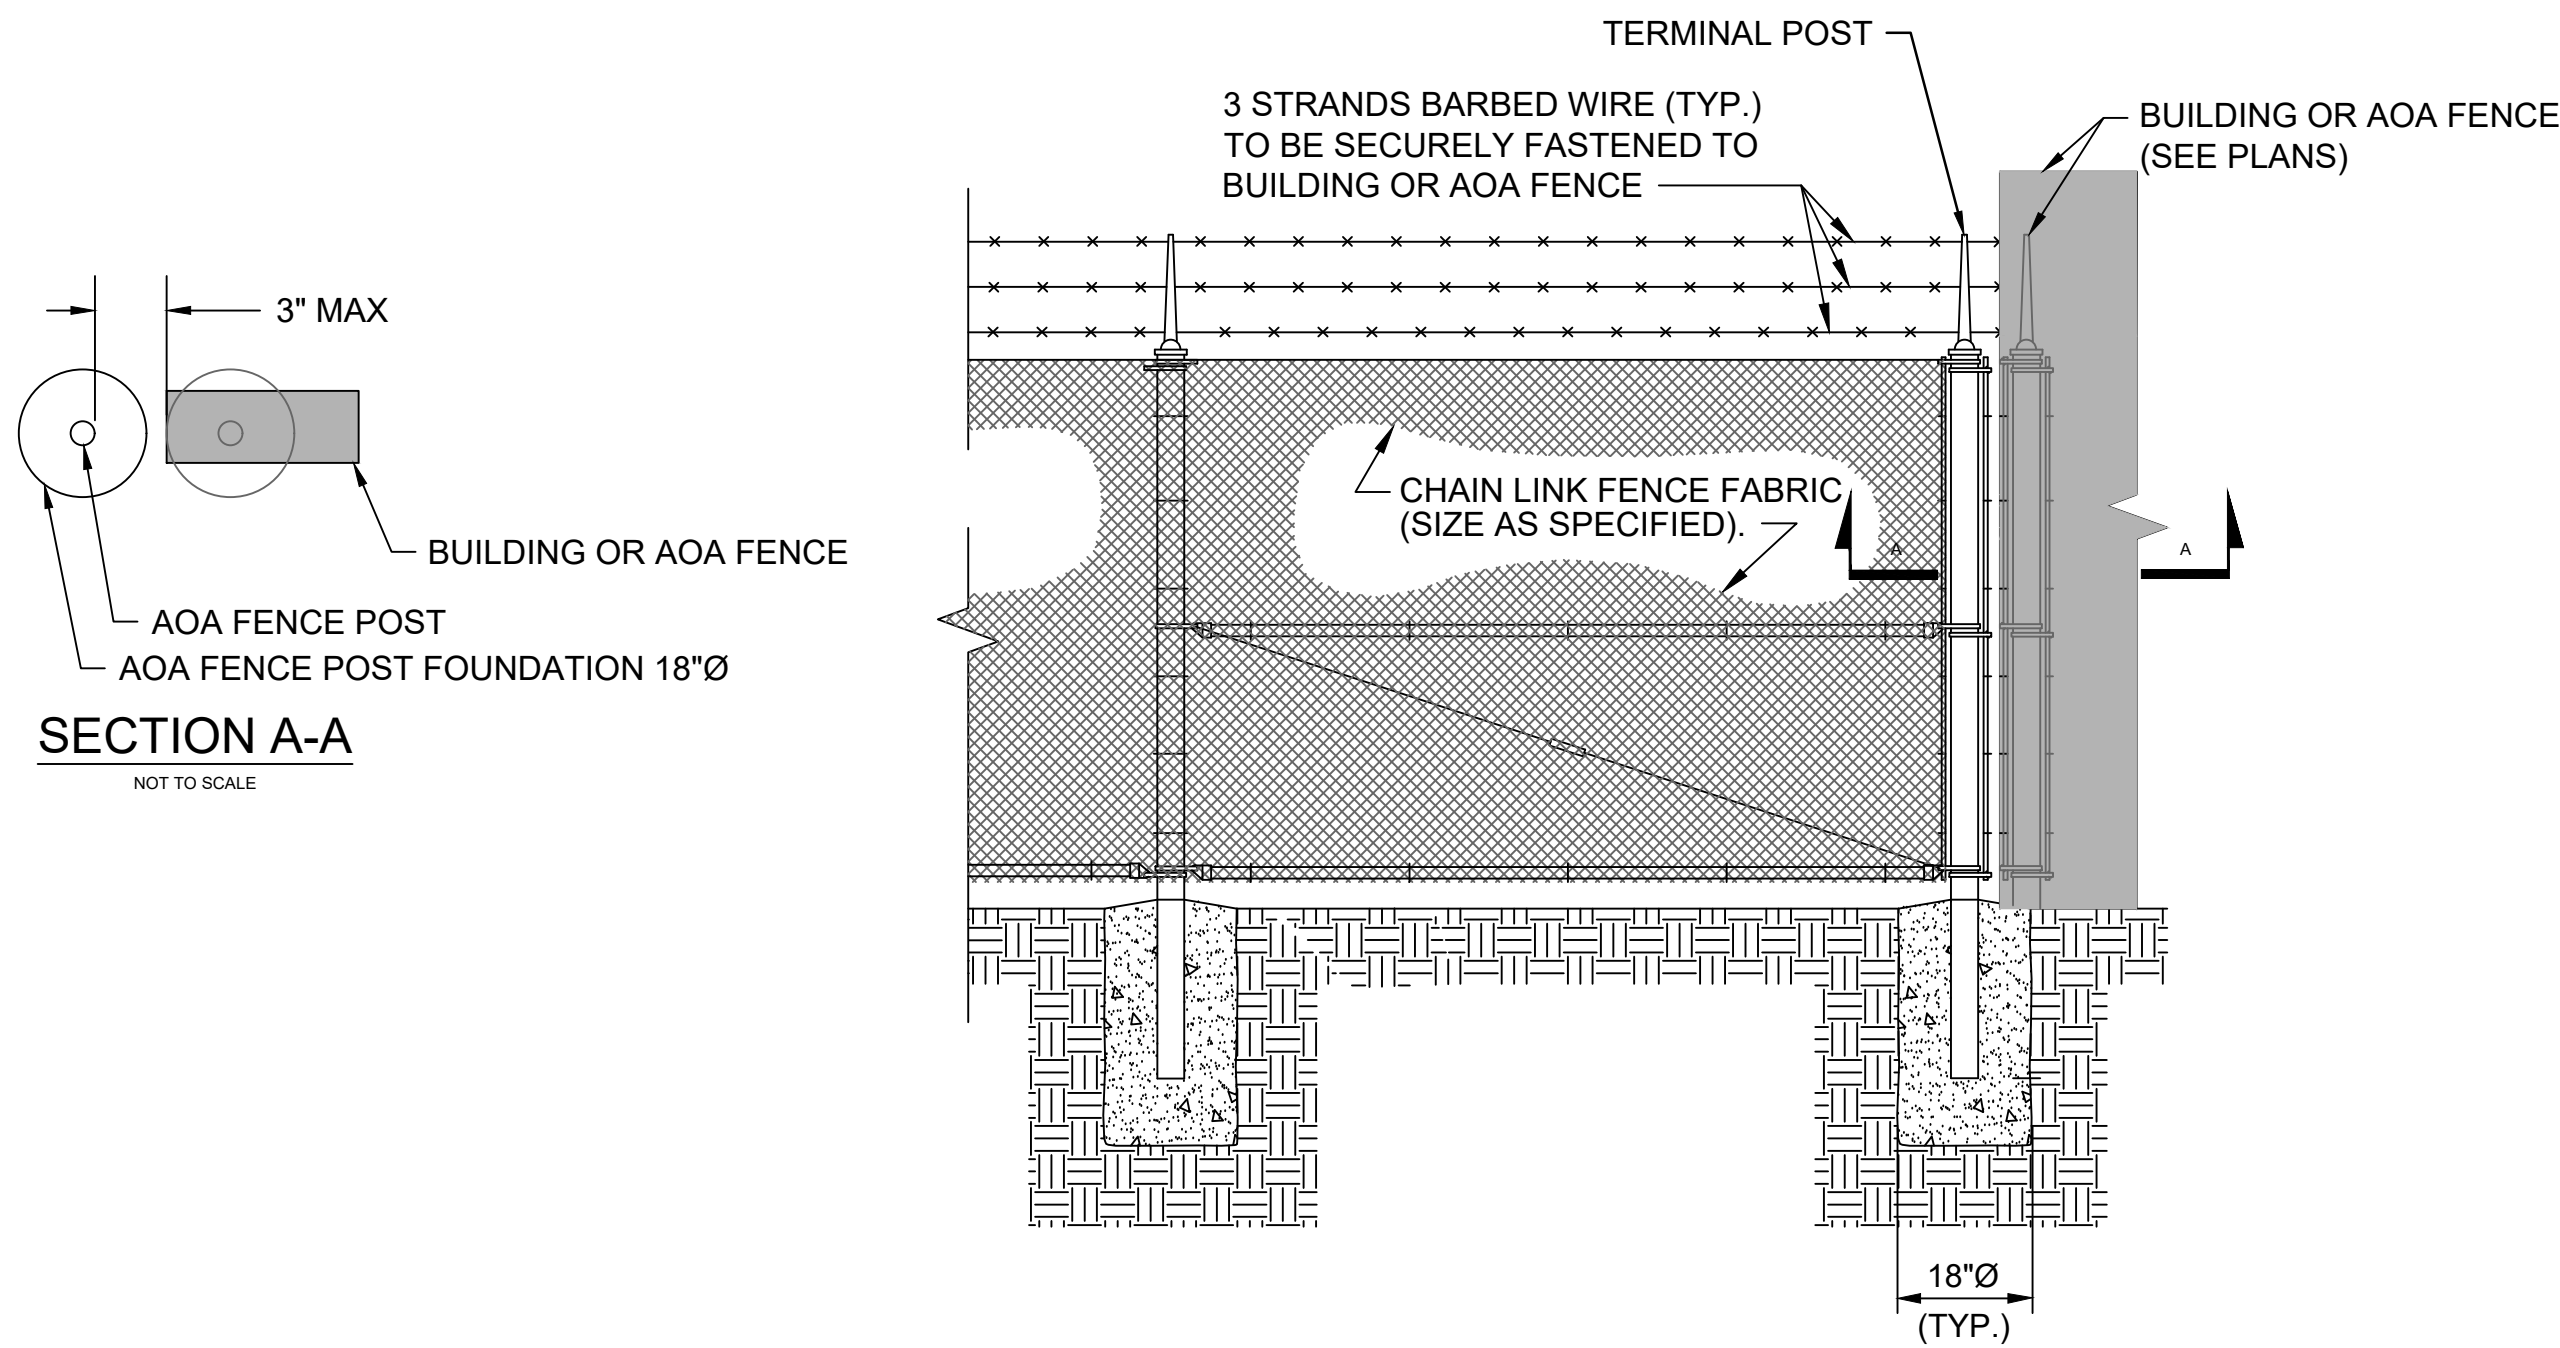 TERMINAL POST
3 STRANDS BARBED WIRE (TYP.)
TO BE SECURELY FASTENED TO
BUILDING OR AOA FENCE
BUILDING OR AOA FENCE
(SEE PLANS)
3" MAX
BUILDING OR AOA FENCE
AOA FENCE POST
AOA FENCE POST FOUNDATION 18"Ø
SECTION A-A
NOT TO SCALE
CHAIN LINK FENCE FABRIC
(SIZE AS SPECIFIED).
A
A
18"Ø
(TYP.)